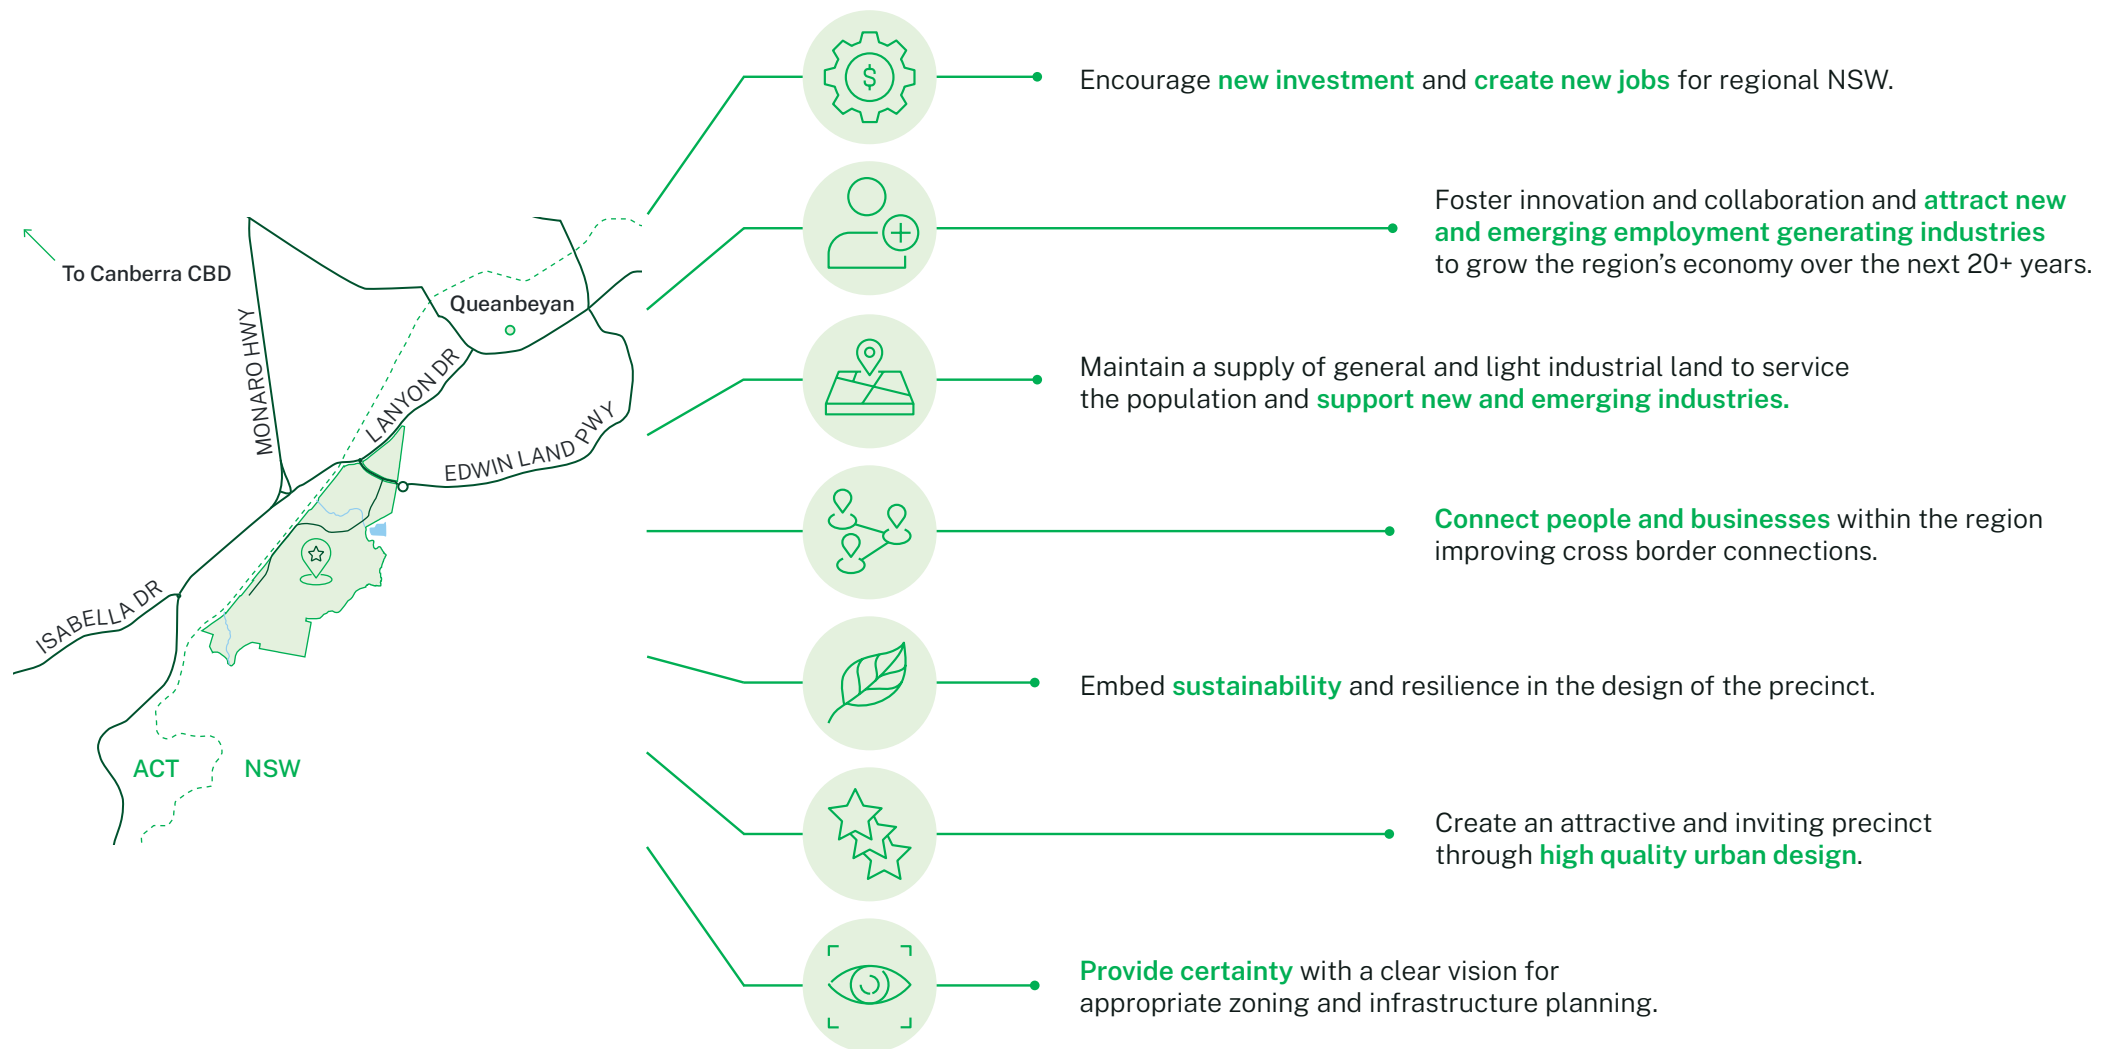 To Canberra CBD
Queanbeyan
MONARO HWY
LANYON DR
EDWIN LAND PWY
ISABELLA DR
ACT
NSW
$
Encourage new investment and create new jobs for regional NSW.
Foster innovation and collaboration and attract new
and emerging employment generating industries
to grow the region’s economy over the next 20+ years.
Maintain a supply of general and light industrial land to service
the population and support new and emerging industries.
Connect people and businesses within the region
improving cross border connections.
Embed sustainability and resilience in the design of the precinct.
Create an attractive and inviting precinct
through high quality urban design.
Provide certainty with a clear vision for
appropriate zoning and infrastructure planning.